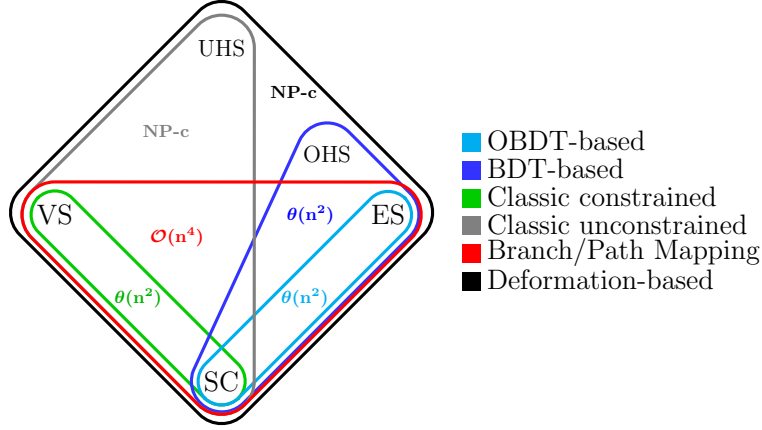 UHS
NP-c
NP-c
OHS
VS
θ(n²)
ES
𝒪(n⁴)
θ(n²)
θ(n²)
SC
OBDT-based
BDT-based
Classic constrained
Classic unconstrained
Branch/Path Mapping
Deformation-based